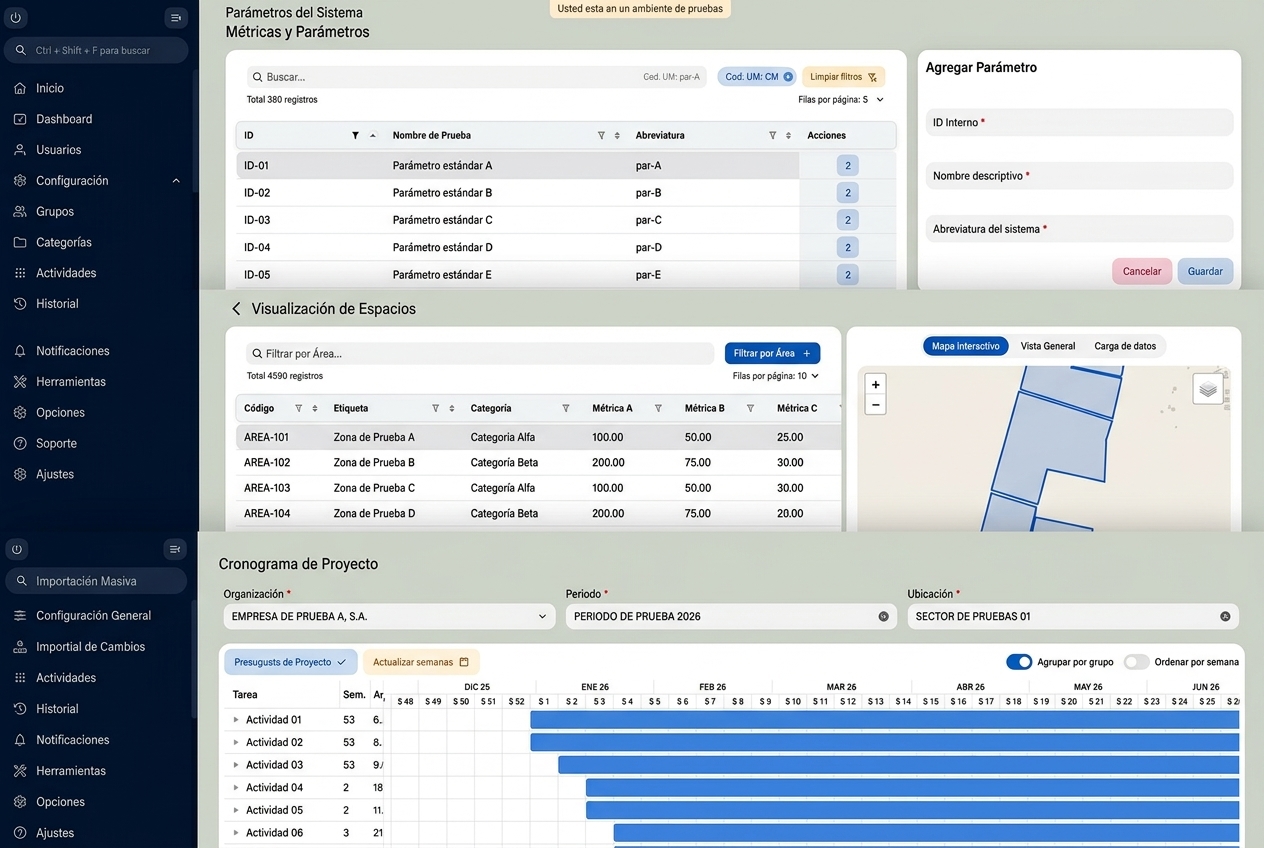 Ctrl + Shift + F para buscar
Inicio
Dashboard
Usuarios
Configuración
Grupos
Categorías
Actividades
Historial
Notificaciones
Herramientas
Opciones
Soporte
Ajustes
Usted esta an un ambiente de pruebas
Parámetros del Sistema
Métricas y Parámetros
Buscar... Ced. UM: par-A Cod. UM: CM Limpiar filtros
Total 380 registros Filas por página: 5
ID Nombre de Prueba Abreviatura Acciones
ID-01 Parámetro estándar A par-A 2
ID-02 Parámetro estándar B par-B 2
ID-03 Parámetro estándar C par-C 2
ID-04 Parámetro estándar D par-D 2
ID-05 Parámetro estándar E par-E 2
Agregar Parámetro
ID Interno *
Nombre descriptivo *
Abreviatura del sistema *
Cancelar Guardar
Visualización de Espacios
Filtrar por Área... Filtrar por Área +
Total 4590 registros Filas por página: 10
Código Etiqueta Categoría Métrica A Métrica B Métrica C
AREA-101 Zona de Prueba A Categoria Alfa 100.00 50.00 25.00
AREA-102 Zona de Prueba B Categoría Beta 200.00 75.00 30.00
AREA-103 Zona de Prueba C Categoría Alfa 100.00 50.00 30.00
AREA-104 Zona de Prueba D Categoría Beta 200.00 75.00 20.00
Mapa Interactivo Vista General Carga de datos
+
−
Importación Masiva
Configuración General
Importial de Cambios
Actividades
Historial
Notificaciones
Herramientas
Opciones
Ajustes
Cronograma de Proyecto
Organización * Periodo * Ubicación *
EMPRESA DE PRUEBA A, S.A. PERIODO DE PRUEBA 2026 SECTOR DE PRUEBAS 01
Presugusts de Proyecto Actualizar semanas Agrupar por grupo Ordenar por semana
DIC 25 ENE 26 FEB 26 MAR 26 ABR 26 MAY 26 JUN 26
Tarea Sem. Ar, S 48 S 49 S 50 S 51 S 52 S 1 S 2 S 3 S 4 S 5 S 6 S 7 S 8 S 9 S 10 S 11 S 12 S 13 S 14 S 15 S 16 S 17 S 18 S 19 S 20 S 21 S 22 S 23 S 24 S 25
Actividad 01 53 6.
Actividad 02 53 8.
Actividad 03 53 9
Actividad 04 2 18
Actividad 05 2 11.
Actividad 06 3 21